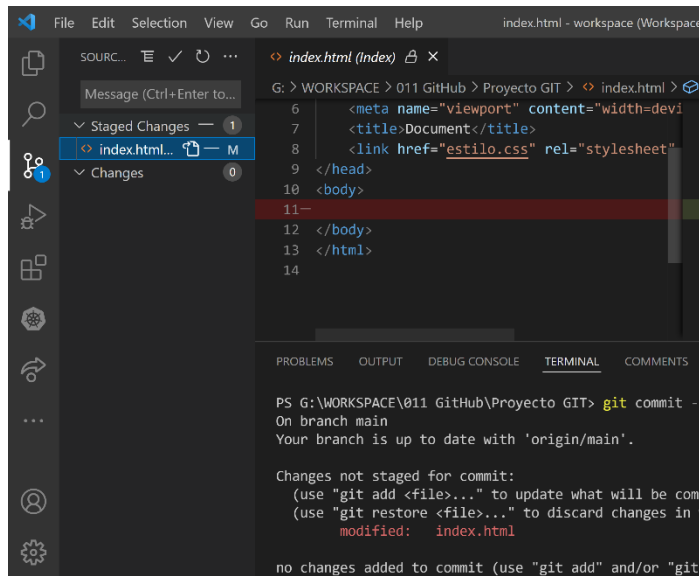 File Edit Selection View Go Run Terminal Help index.html - workspace (Workspace
SOURC...
Message (Ctrl+Enter to...
Staged Changes 1
index.html... M
Changes 0
1
index.html (Index)
G: > WORKSPACE > 011 GitHub > Proyecto GIT > index.html >
6 <meta name="viewport" content="width=devi
7 <title>Document</title>
8 <link href="estilo.css" rel="stylesheet"
9 </head>
10 <body>
11—
12 </body>
13 </html>
14
PROBLEMS OUTPUT DEBUG CONSOLE TERMINAL COMMENTS
PS G:\WORKSPACE\011 GitHub\Proyecto GIT> git commit -
On branch main
Your branch is up to date with 'origin/main'.
Changes not staged for commit:
(use "git add <file>..." to update what will be com
(use "git restore <file>..." to discard changes in
modified: index.html
no changes added to commit (use "git add" and/or "git